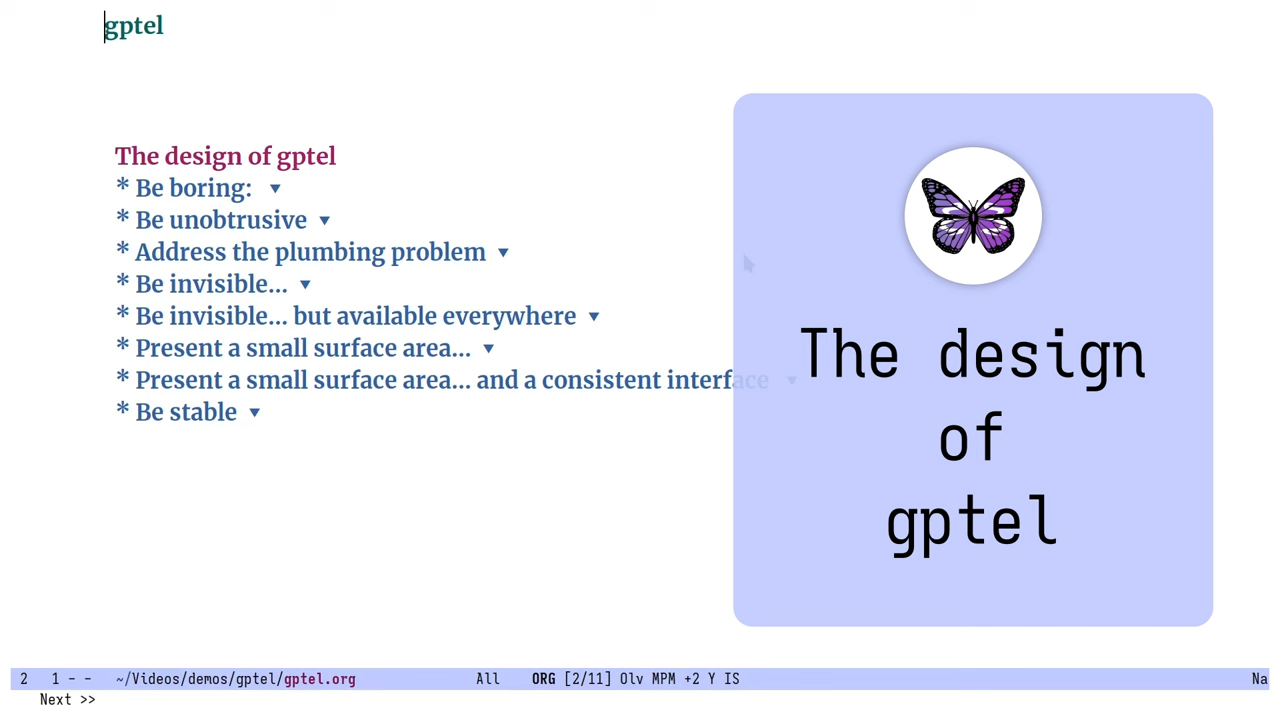 gptel
The design of gptel
* Be boring: ▼
* Be unobtrusive ▼
* Address the plumbing problem ▼
* Be invisible... ▼
* Be invisible... but available everywhere ▼
* Present a small surface area... ▼
* Present a small surface area... and a consistent interface ▼
* Be stable ▼
The design
of
gptel
2 1 - - ~/Videos/demos/gptel/gptel.org All ORG [2/11] Olv MPM +2 Y IS Na
Next >>